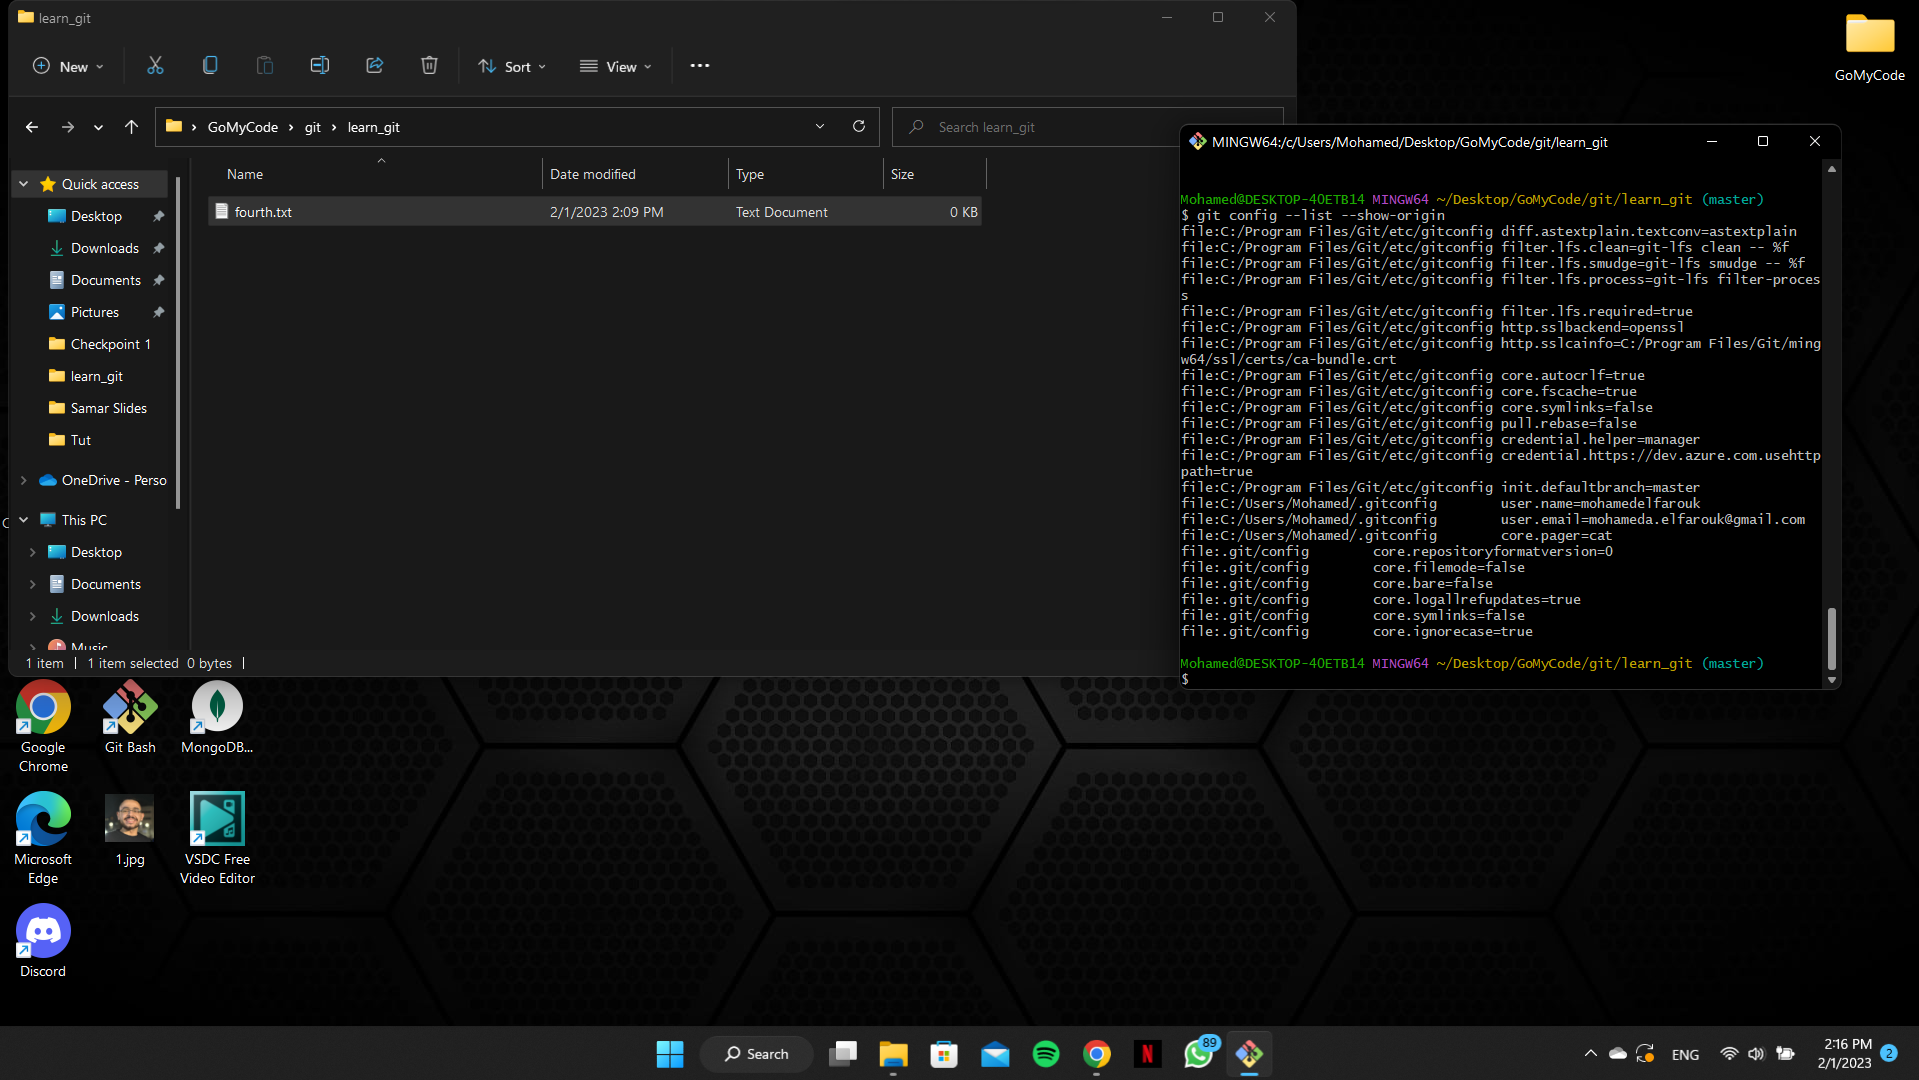 learn_git
New
Sort
View
GoMyCode
git
learn_git
Search learn_git
Quick access
Desktop
Downloads
Documents
Pictures
Checkpoint 1
learn_git
Samar Slides
Tut
OneDrive - Perso
This PC
Desktop
Documents
Downloads
Music
Name Date modified Type Size
fourth.txt 2/1/2023 2:09 PM Text Document 0 KB
1 item 1 item selected 0 bytes
GoMyCode
MINGW64:/c/Users/Mohamed/Desktop/GoMyCode/git/learn_git
Mohamed@DESKTOP-4OETB14 MINGW64 ~/Desktop/GoMyCode/git/learn_git (master)
$ git config --list --show-origin
file:C:/Program Files/Git/etc/gitconfig diff.astextplain.textconv=astextplain
file:C:/Program Files/Git/etc/gitconfig filter.lfs.clean=git-lfs clean -- %f
file:C:/Program Files/Git/etc/gitconfig filter.lfs.smudge=git-lfs smudge -- %f
file:C:/Program Files/Git/etc/gitconfig filter.lfs.process=git-lfs filter-proces
s
file:C:/Program Files/Git/etc/gitconfig filter.lfs.required=true
file:C:/Program Files/Git/etc/gitconfig http.sslbackend=openssl
file:C:/Program Files/Git/etc/gitconfig http.sslcainfo=C:/Program Files/Git/ming
w64/ssl/certs/ca-bundle.crt
file:C:/Program Files/Git/etc/gitconfig core.autocrlf=true
file:C:/Program Files/Git/etc/gitconfig core.fscache=true
file:C:/Program Files/Git/etc/gitconfig core.symlinks=false
file:C:/Program Files/Git/etc/gitconfig pull.rebase=false
file:C:/Program Files/Git/etc/gitconfig credential.helper=manager
file:C:/Program Files/Git/etc/gitconfig credential.https://dev.azure.com.usehttp
path=true
file:C:/Program Files/Git/etc/gitconfig init.defaultbranch=master
file:C:/Users/Mohamed/.gitconfig user.name=mohamedelfarouk
file:C:/Users/Mohamed/.gitconfig user.email=mohameda.elfarouk@gmail.com
file:C:/Users/Mohamed/.gitconfig core.pager=cat
file:.git/config core.repositoryformatversion=0
file:.git/config core.filemode=false
file:.git/config core.bare=false
file:.git/config core.logallrefupdates=true
file:.git/config core.symlinks=false
file:.git/config core.ignorecase=true
Mohamed@DESKTOP-4OETB14 MINGW64 ~/Desktop/GoMyCode/git/learn_git (master)
$
Google
Chrome
Git Bash
MongoDB...
Microsoft
Edge
1.jpg
VSDC Free
Video Editor
Discord
Search
N
89
ENG
2:16 PM
2/1/2023
2